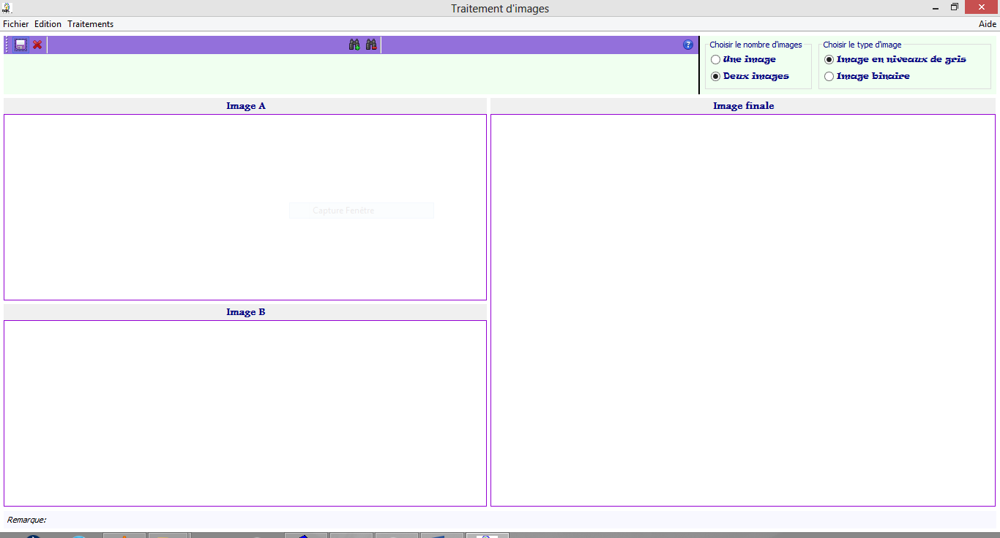 Traitement d'images
Fichier Edition Traitements Aide
Choisir le nombre d'images
Une image
Deux images
Choisir le type d'image
Image en niveaux de gris
Image binaire
Image A
Capture Fenêtre
Image B
Image finale
Remarque: